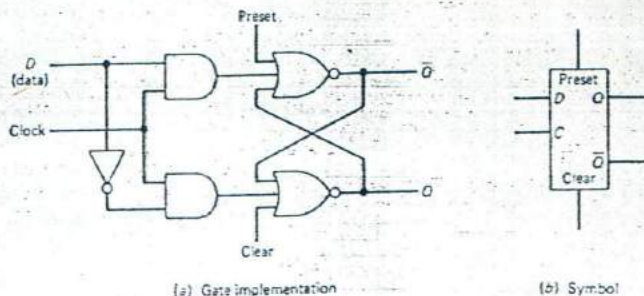 Preset
D
(data)
Q̅
Clock
Q
Clear
(a) Gate implementation
Preset
D Q
C
Q̅
Clear
(b) Symbol